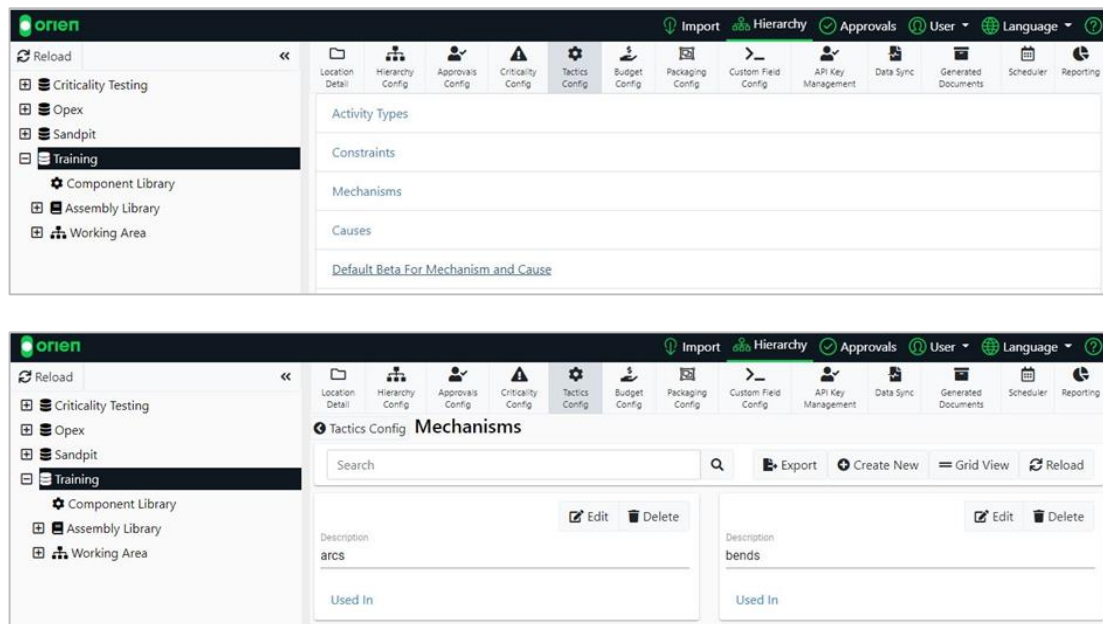 orien
Import Hierarchy Approvals User Language ?
Reload «
Location Detail Hierarchy Config Approvals Config Criticality Config Tactics Config Budget Config Packaging Config Custom Field Config API Key Management Data Sync Generated Documents Scheduler Reporting
Criticality Testing
Opex
Sandpit
Training
Component Library
Assembly Library
Working Area
Activity Types
Constraints
Mechanisms
Causes
Default Beta For Mechanism and Cause
orien
Import Hierarchy Approvals User Language ?
Reload «
Location Detail Hierarchy Config Approvals Config Criticality Config Tactics Config Budget Config Packaging Config Custom Field Config API Key Management Data Sync Generated Documents Scheduler Reporting
Criticality Testing
Opex
Sandpit
Training
Component Library
Assembly Library
Working Area
Tactics Config Mechanisms
Search Export Create New Grid View Reload
Edit Delete
Description
arcs
Used In
Edit Delete
Description
bends
Used In